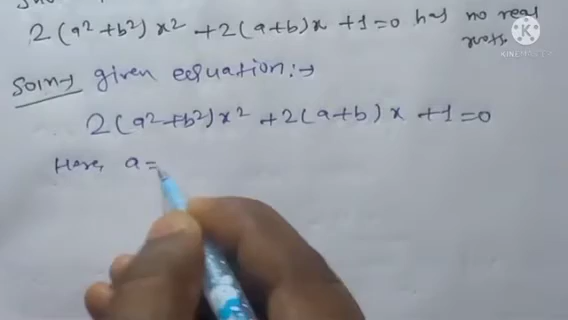 2(a²+b²)x² +2(a+b)x +1=0 has no real
roots
Soln→ given equation:→
2(a²+b²)x² +2(a+b)x +1=0
Here, a=
KINEMASTER